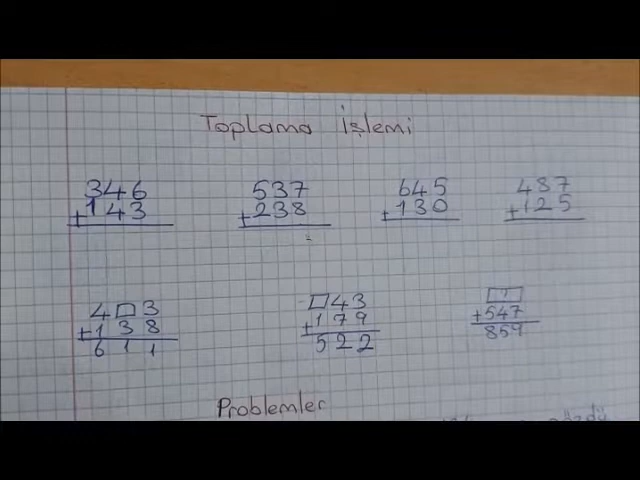 Toplama İşlemi
346 537 645 487
+143 +238 +130 +125
4□3 □43 □
+138 +179 +547
611 522 859
Problemler